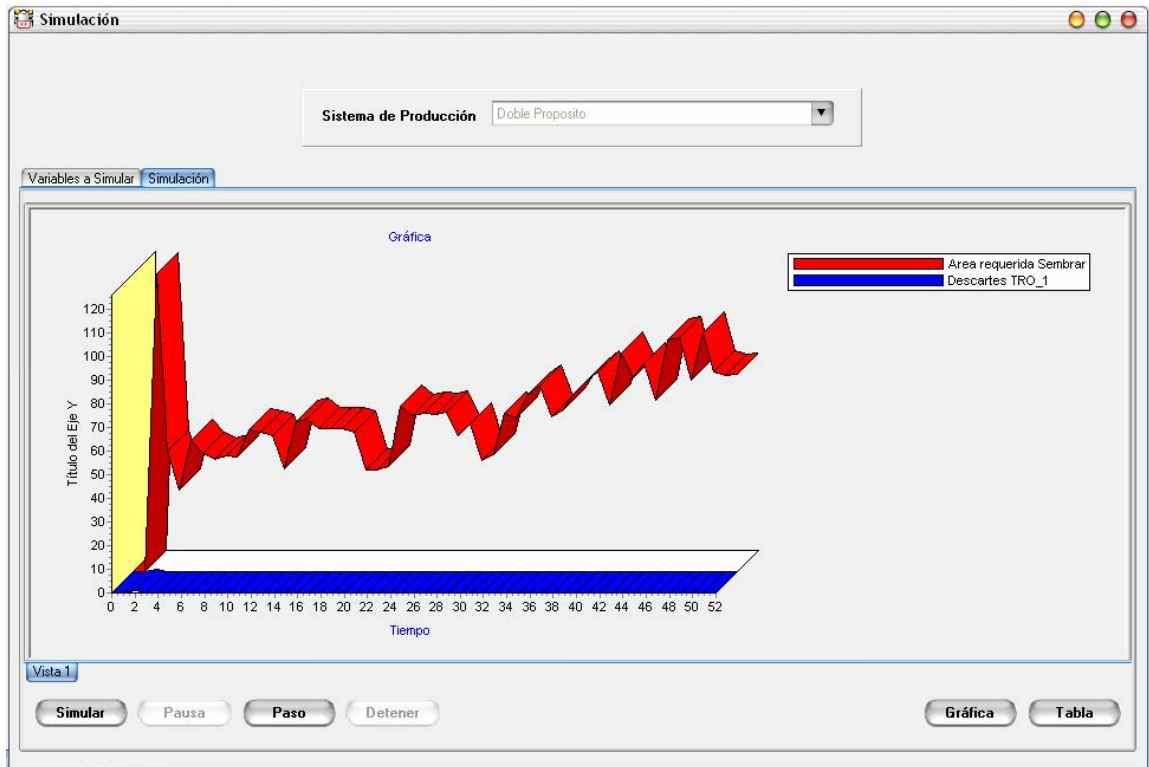 Simulación
Sistema de Producción Doble Proposito
Variables a Simular Simulación
Gráfica
Area requerida Sembrar
Descartes TRO_1
Título del Eje Y
120
110
100
90
80
70
60
50
40
30
20
10
0
0 2 4 6 8 10 12 14 16 18 20 22 24 26 28 30 32 34 36 38 40 42 44 46 48 50 52
Tiempo
Vista 1
Simular Pausa Paso Detener Gráfica Tabla